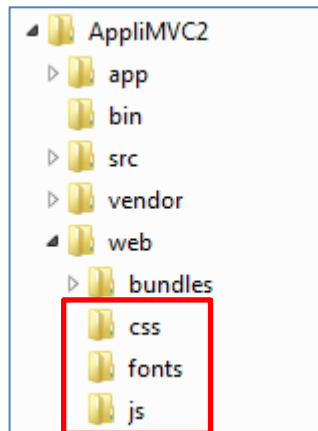 AppliMVC2
app
bin
src
vendor
web
bundles
css
fonts
js